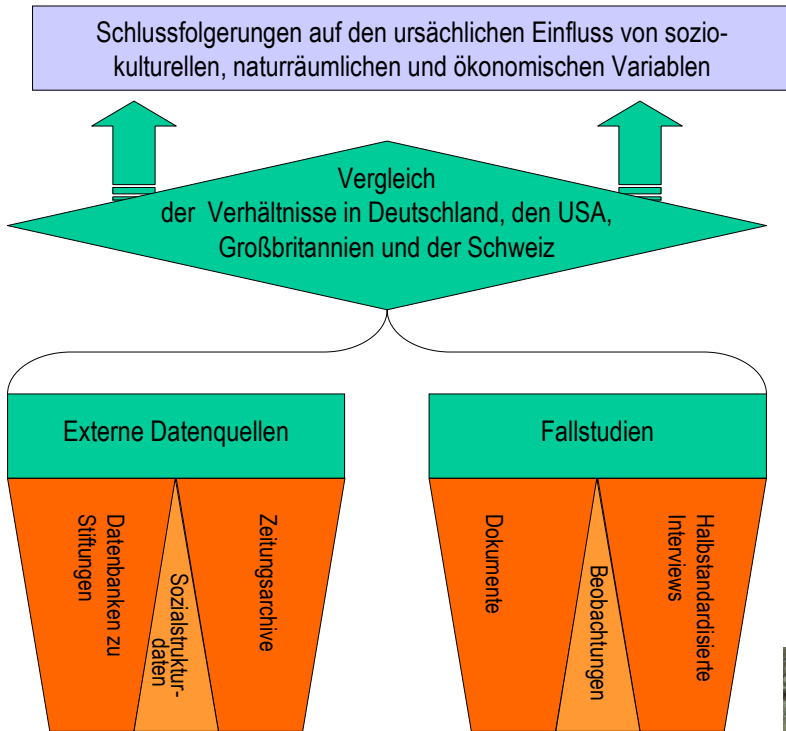 Schlussfolgerungen auf den ursächlichen Einfluss von sozio-
kulturellen, naturräumlichen und ökonomischen Variablen
Vergleich
der Verhältnisse in Deutschland, den USA,
Großbritannien und der Schweiz
Externe Datenquellen
Fallstudien
Datenbanken zu
Stiftungen
Sozialstruktur-
daten
Zeitungsarchive
Dokumente
Beobachtungen
Halbstandardisierte
Interviews